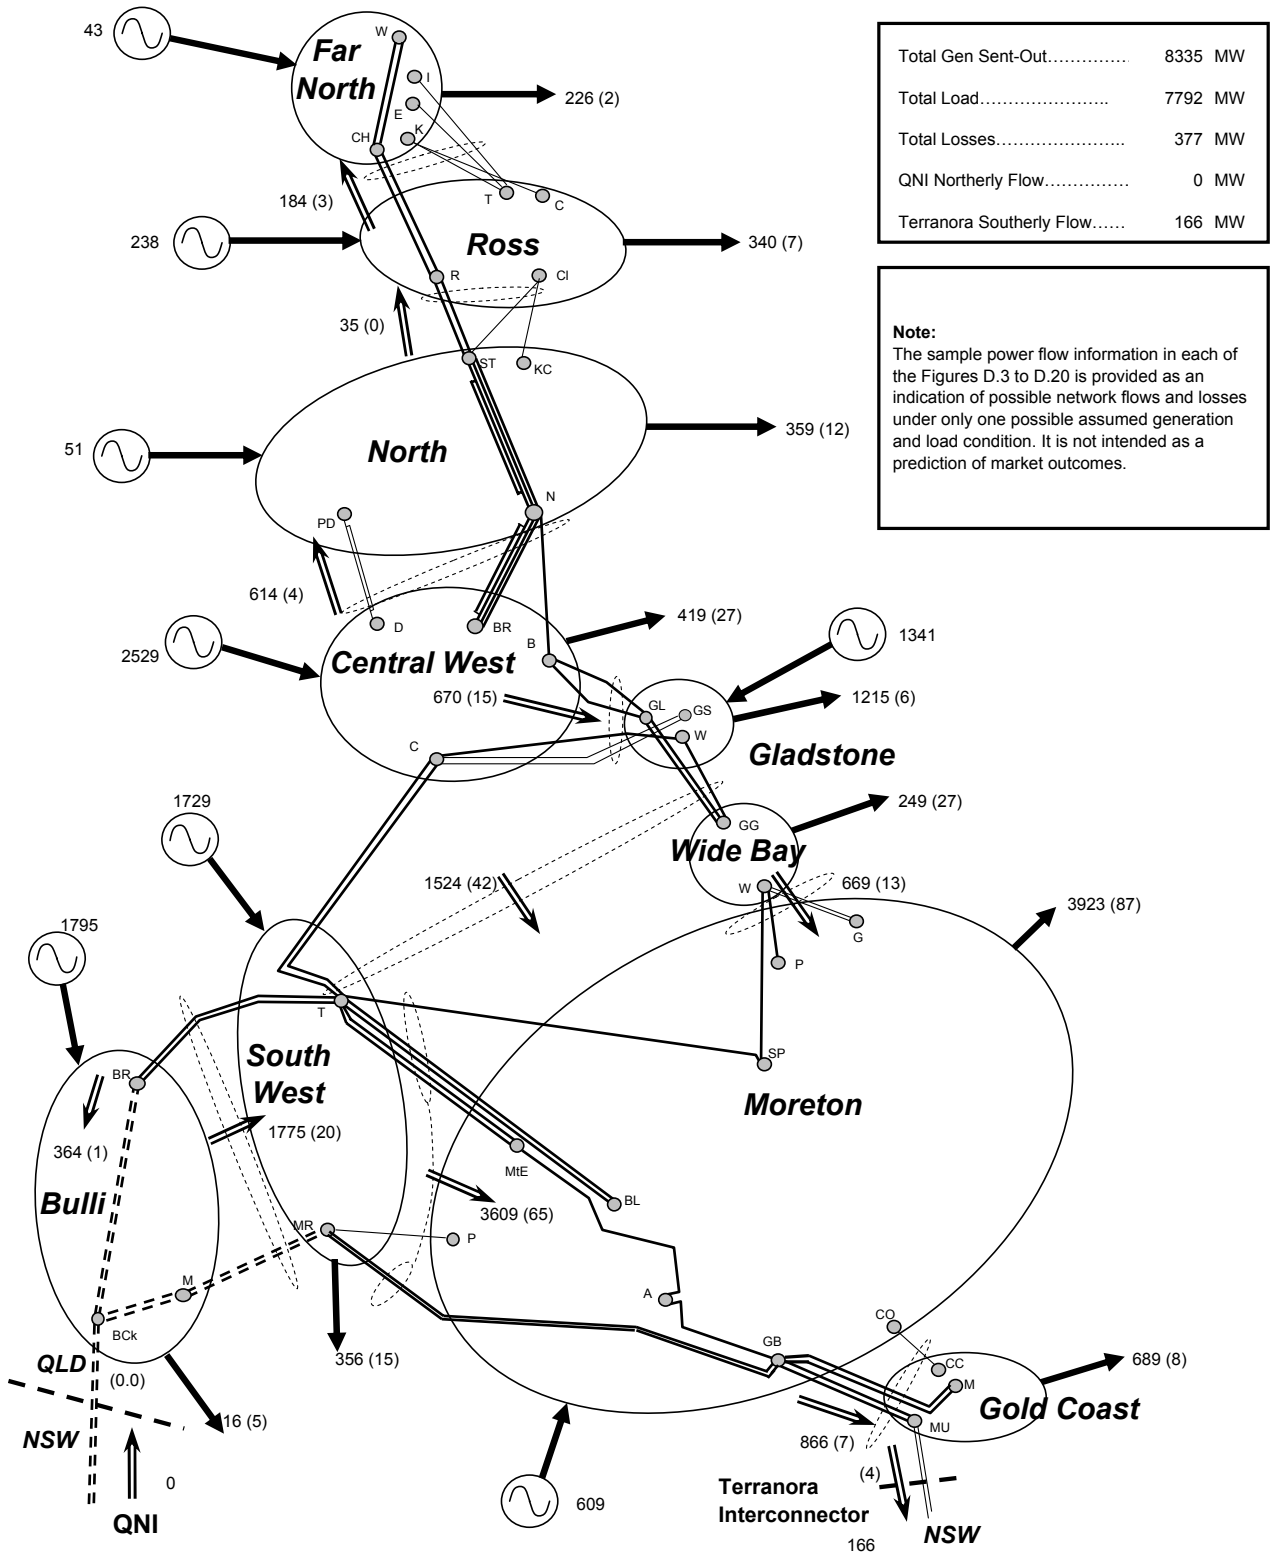 43
W
Far
North
I
E
K
CH
226 (2)
Total Gen Sent-Out………….. 8335 MW
Total Load………………….. 7792 MW
Total Losses…………………….. 377 MW
QNI Northerly Flow…………… 0 MW
Terranora Southerly Flow…… 166 MW
184 (3)
T
C
238
Ross
340 (7)
R
CI
35 (0)
ST
KC
Note:
The sample power flow information in each of
the Figures D.3 to D.20 is provided as an
indication of possible network flows and losses
under only one possible assumed generation
and load condition. It is not intended as a
prediction of market outcomes.
51
North
359 (12)
N
PD
614 (4)
D
BR
419 (27)
1341
2529
B
Central West
670 (15)
GL
GS
1215 (6)
W
C
Gladstone
1729
249 (27)
GG
Wide Bay
1524 (42)
W
669 (13)
3923 (87)
1795
G
P
T
BR
South
West
SP
Moreton
1775 (20)
364 (1)
MtE
Bulli
BL
3609 (65)
MR
P
M
A
BCk
CO
GB
QLD
(0.0)
356 (15)
CC
689 (8)
M
Gold Coast
16 (5)
MU
NSW
866 (7)
(4)
0
Terranora
Interconnector
609
QNI
NSW
166